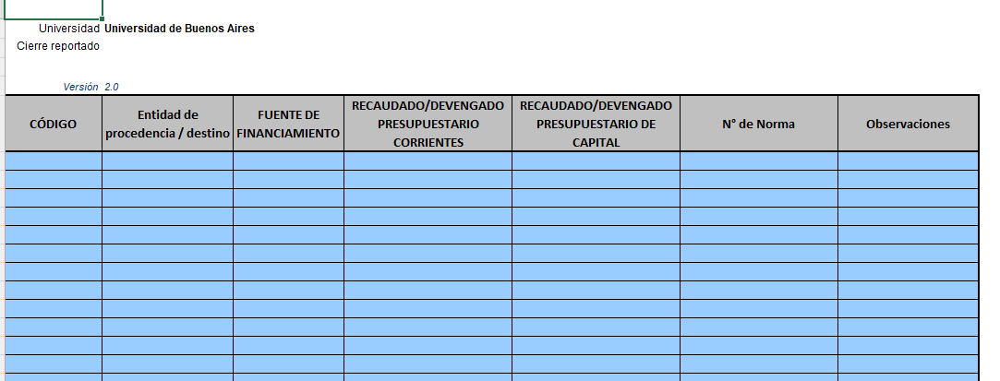 Universidad Universidad de Buenos Aires
Cierre reportado
Versión 2.0
CÓDIGO
Entidad de
procedencia / destino
FUENTE DE
FINANCIAMIENTO
RECAUDADO/DEVENGADO
PRESUPUESTARIO
CORRIENTES
RECAUDADO/DEVENGADO
PRESUPUESTARIO DE
CAPITAL
N° de Norma
Observaciones